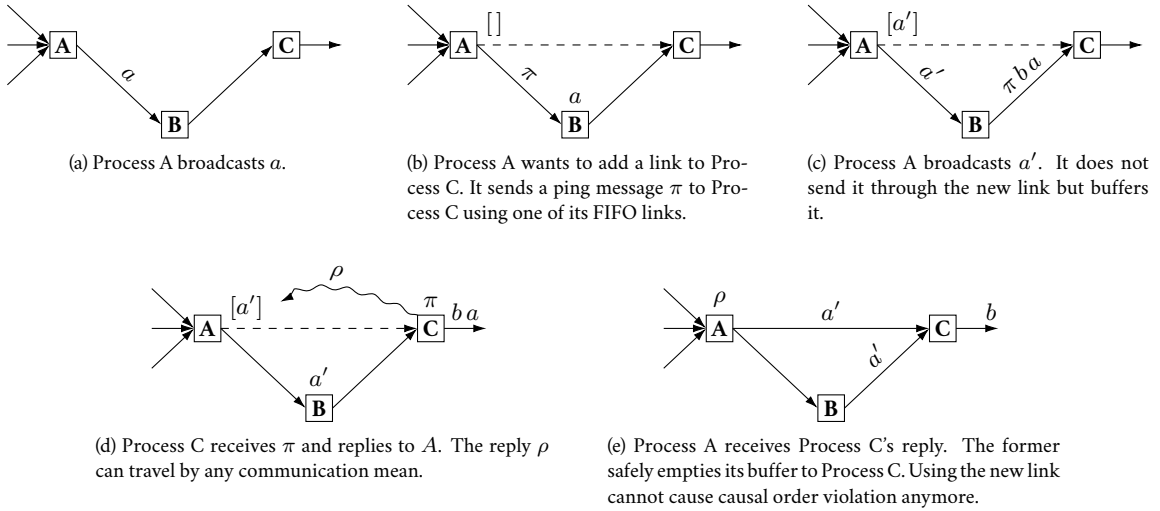 A
C
a
B
(a) Process A broadcasts a.
[ ]
A
C
π
a
B
(b) Process A wants to add a link to Pro-
cess C. It sends a ping message π to Pro-
cess C using one of its FIFO links.
[a′]
A
C
a′
π b a
B
(c) Process A broadcasts a′. It does not
send it through the new link but buffers
it.
ρ
[a′]
π
A
C
b a
a′
B
(d) Process C receives π and replies to A. The reply ρ
can travel by any communication mean.
ρ
a′
b
A
C
a′
B
(e) Process A receives Process C’s reply. The former
safely empties its buffer to Process C. Using the new link
cannot cause causal order violation anymore.